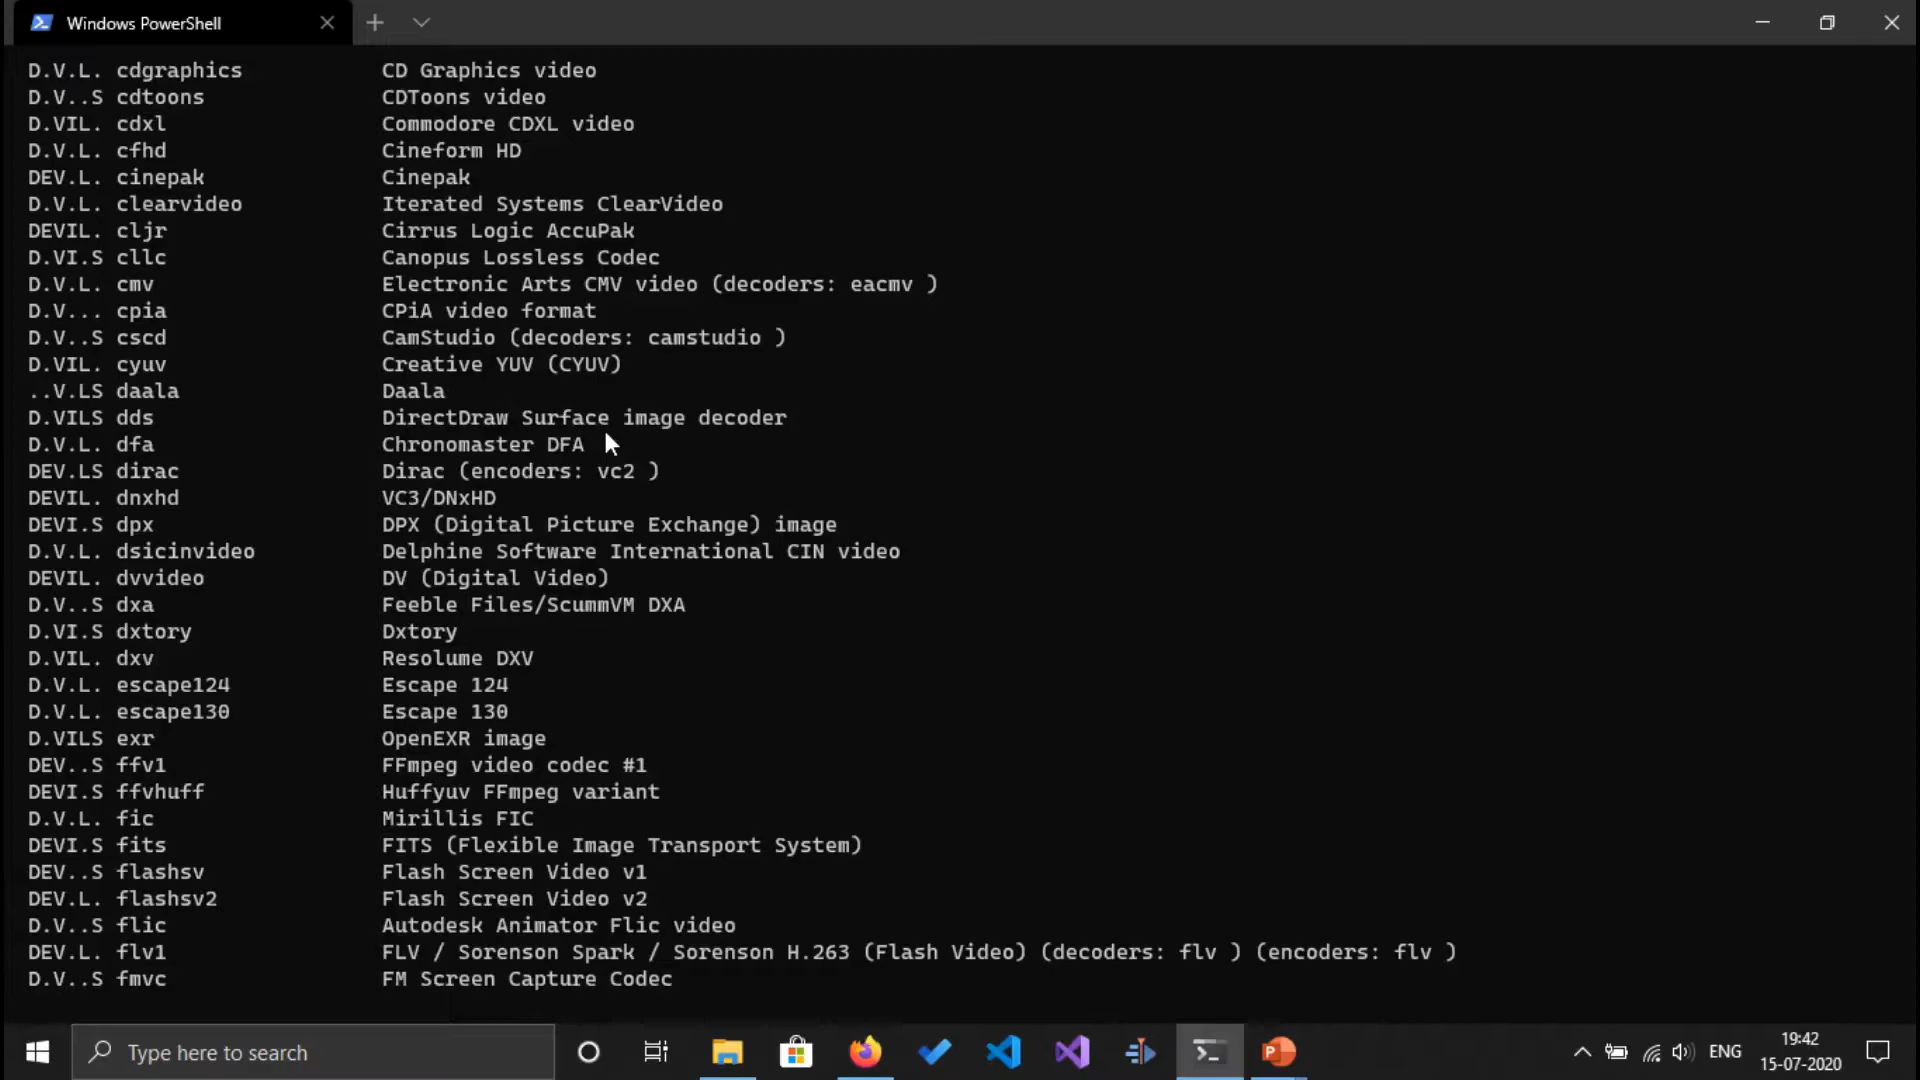 Windows PowerShell
D.V.L. cdgraphics CD Graphics video
D.V..S cdtoons CDToons video
D.VIL. cdxl Commodore CDXL video
D.V.L. cfhd Cineform HD
DEV.L. cinepak Cinepak
D.V.L. clearvideo Iterated Systems ClearVideo
DEVIL. cljr Cirrus Logic AccuPak
D.VI.S cllc Canopus Lossless Codec
D.V.L. cmv Electronic Arts CMV video (decoders: eacmv )
D.V... cpia CPiA video format
D.V..S cscd CamStudio (decoders: camstudio )
D.VIL. cyuv Creative YUV (CYUV)
..V.LS daala Daala
D.VILS dds DirectDraw Surface image decoder
D.V.L. dfa Chronomaster DFA
DEV.LS dirac Dirac (encoders: vc2 )
DEVIL. dnxhd VC3/DNxHD
DEVI.S dpx DPX (Digital Picture Exchange) image
D.V.L. dsicinvideo Delphine Software International CIN video
DEVIL. dvvideo DV (Digital Video)
D.V..S dxa Feeble Files/ScummVM DXA
D.VI.S dxtory Dxtory
D.VIL. dxv Resolume DXV
D.V.L. escape124 Escape 124
D.V.L. escape130 Escape 130
D.VILS exr OpenEXR image
DEV..S ffv1 FFmpeg video codec #1
DEVI.S ffvhuff Huffyuv FFmpeg variant
D.V.L. fic Mirillis FIC
DEVI.S fits FITS (Flexible Image Transport System)
DEV..S flashsv Flash Screen Video v1
DEV.L. flashsv2 Flash Screen Video v2
D.V..S flic Autodesk Animator Flic video
DEV.L. flv1 FLV / Sorenson Spark / Sorenson H.263 (Flash Video) (decoders: flv ) (encoders: flv )
D.V..S fmvc FM Screen Capture Codec
Type here to search
ENG
19:42
15-07-2020